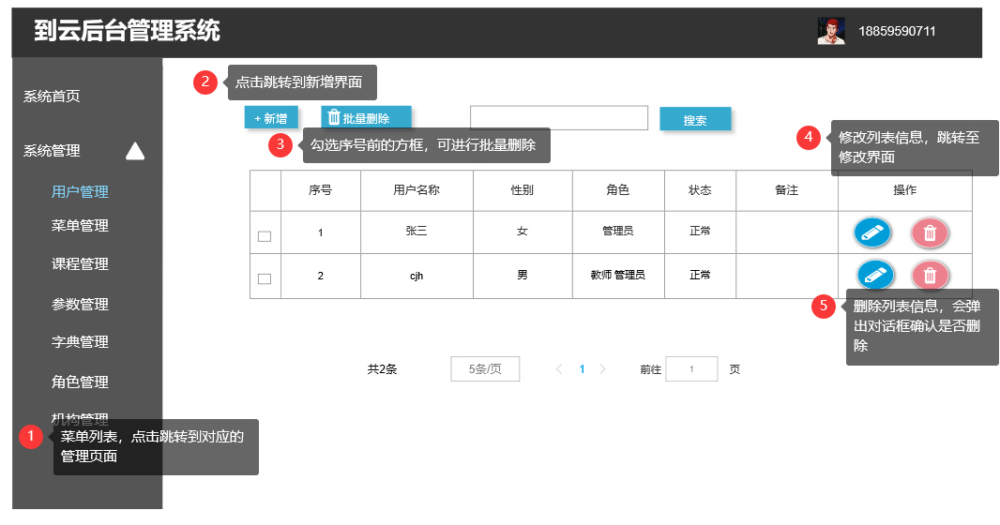 到云后台管理系统
18859590711
系统首页
系统管理
用户管理
菜单管理
课程管理
参数管理
字典管理
角色管理
机构管理
1
菜单列表，点击跳转到对应的
管理页面
2
点击跳转到新增界面
+ 新增
批量删除
搜索
3
勾选序号前的方框，可进行批量删除
4
修改列表信息，跳转至
修改界面
序号 用户名称 性别 角色 状态 备注 操作
1 张三 女 管理员 正常
2 cjh 男 教师 管理员 正常
5
删除列表信息，会弹
出对话框确认是否删
除
共2条 5条/页 < 1 > 前往 1 页